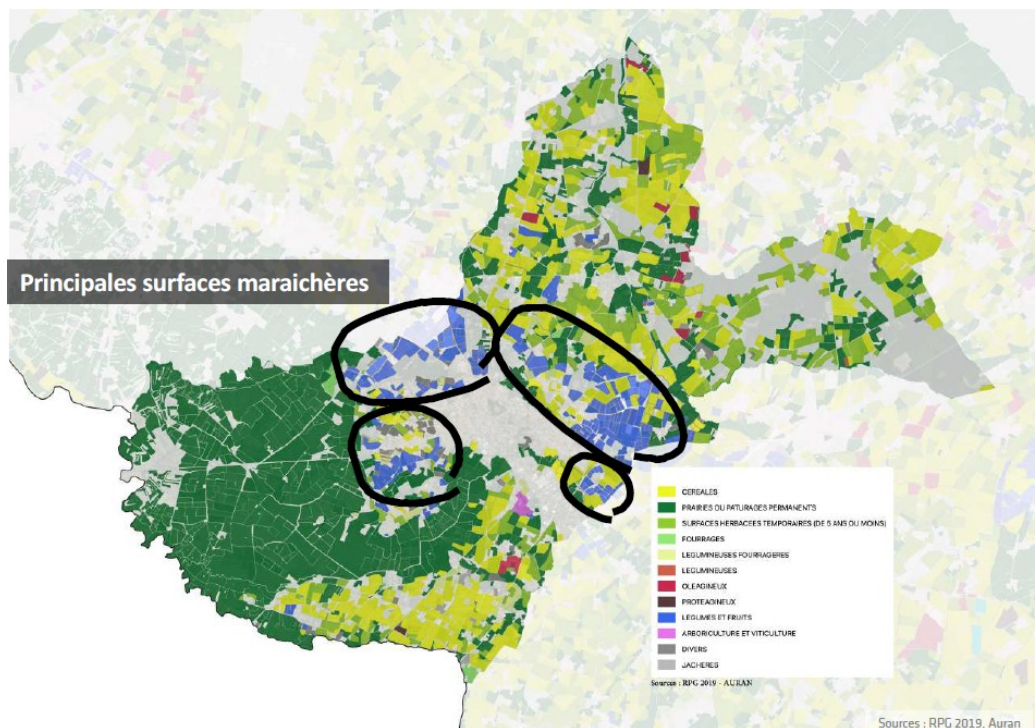 Principales surfaces maraichères
CEREALES
PRAIRIES OU PATURAGES PERMANENTS
SURFACES HERBACEES TEMPORAIRES (DE 5 ANS OU MOINS)
FOURRAGES
LEGUMINEUSES FOURRAGERES
LEGUMINEUSES
OLEAGINEUX
PROTEAGINEUX
LEGUMES ET FRUITS
ARBORICULTURE ET VITICULTURE
DIVERS
JACHERES
Sources : RPG 2019 - AURAN
Sources : RPG 2019, Auran